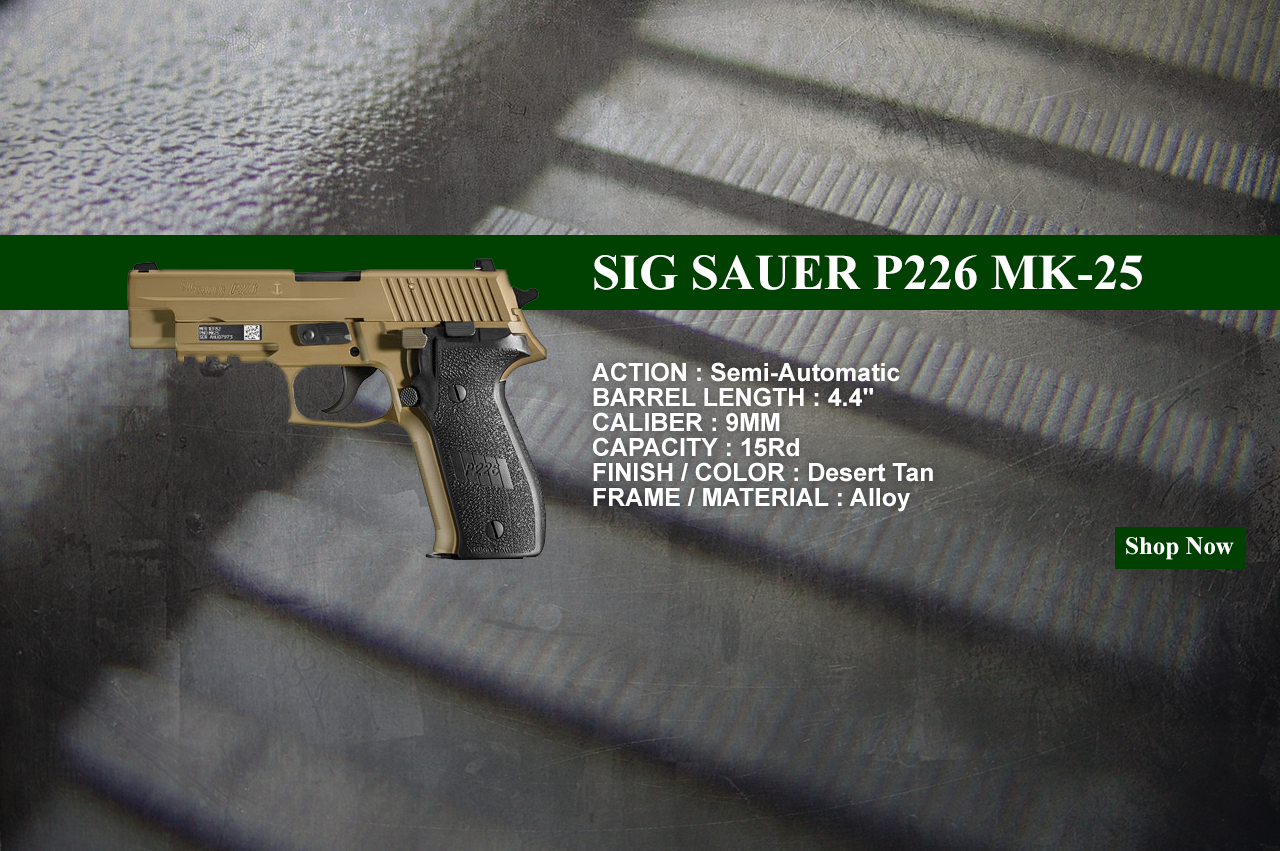 SIG SAUER P226 MK-25
ACTION : Semi-Automatic
BARREL LENGTH : 4.4"
CALIBER : 9MM
CAPACITY : 15Rd
FINISH / COLOR : Desert Tan
FRAME / MATERIAL : Alloy
P226
Shop Now